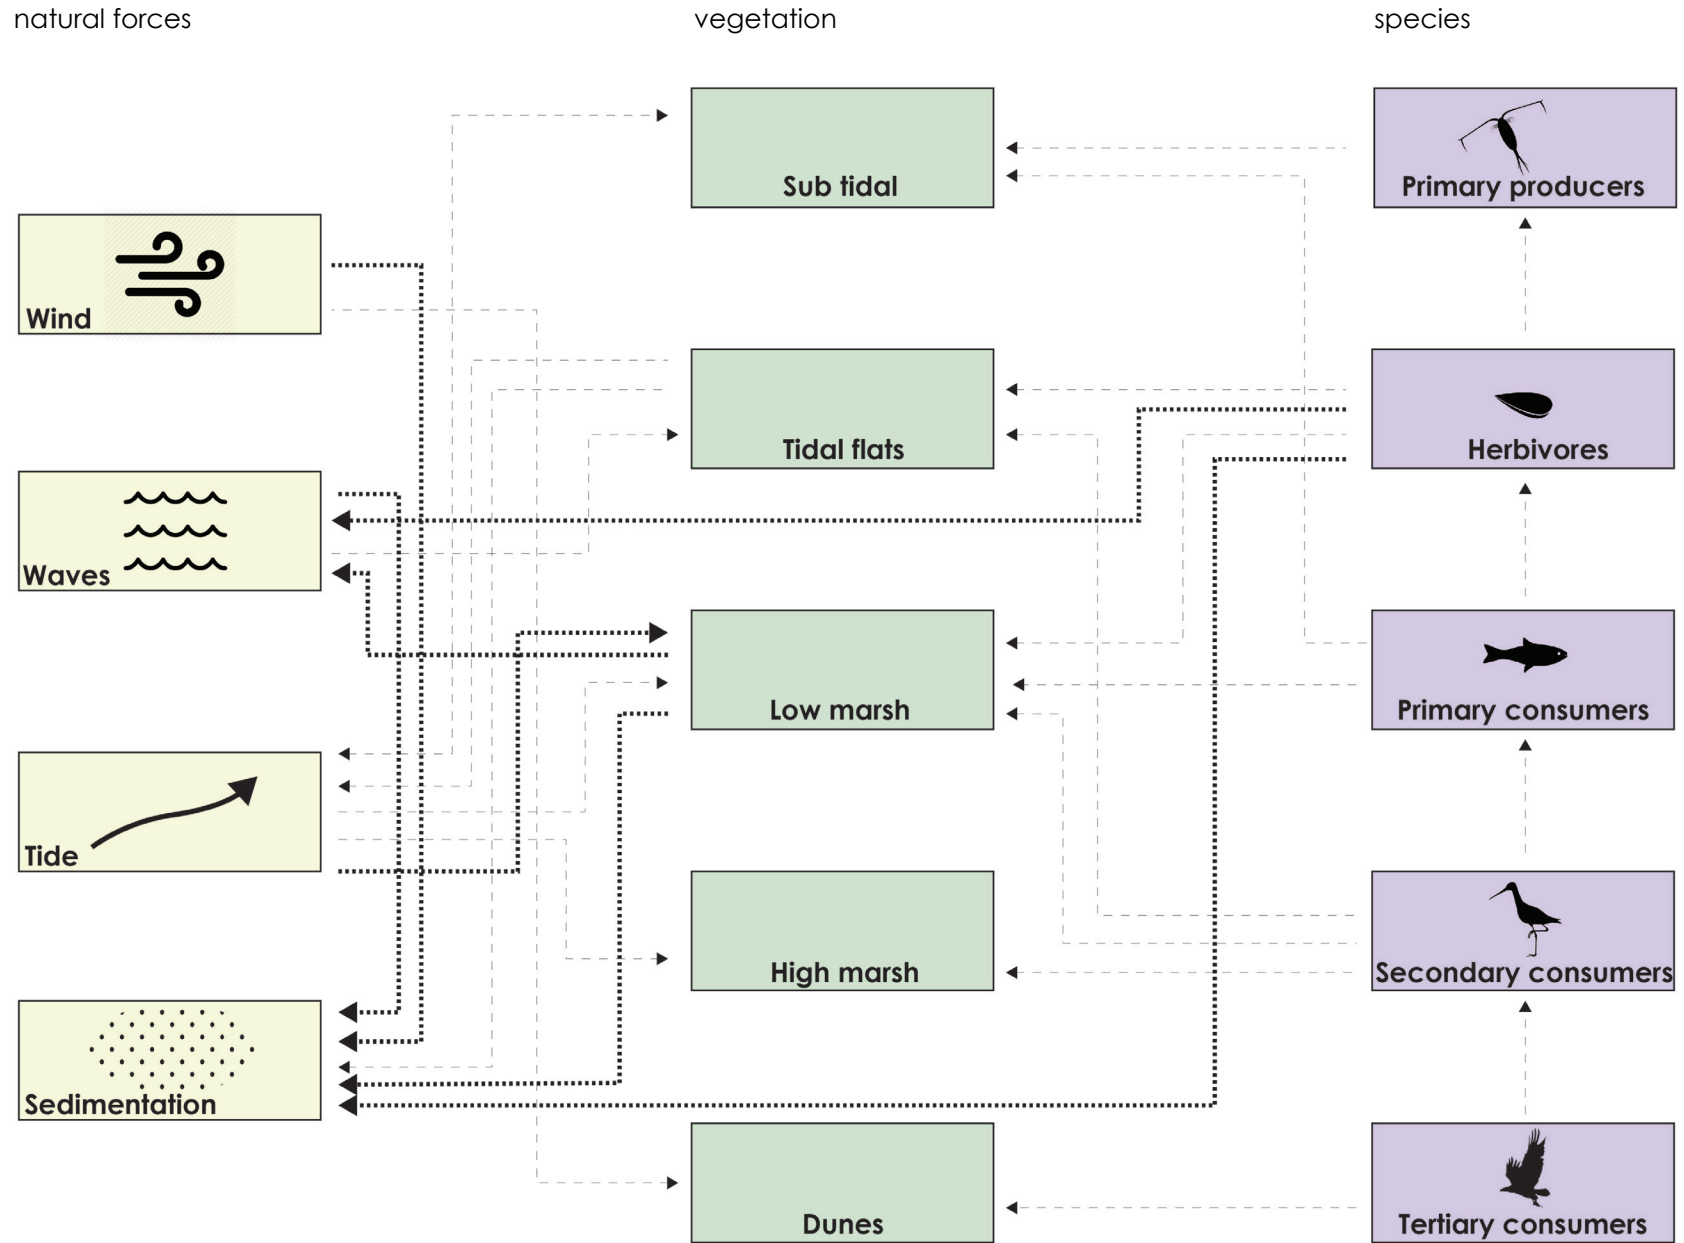 natural forces
vegetation
species
Sub tidal
Primary producers
Wind
Tidal flats
Herbivores
Waves
Low marsh
Primary consumers
Tide
High marsh
Secondary consumers
Sedimentation
Dunes
Tertiary consumers